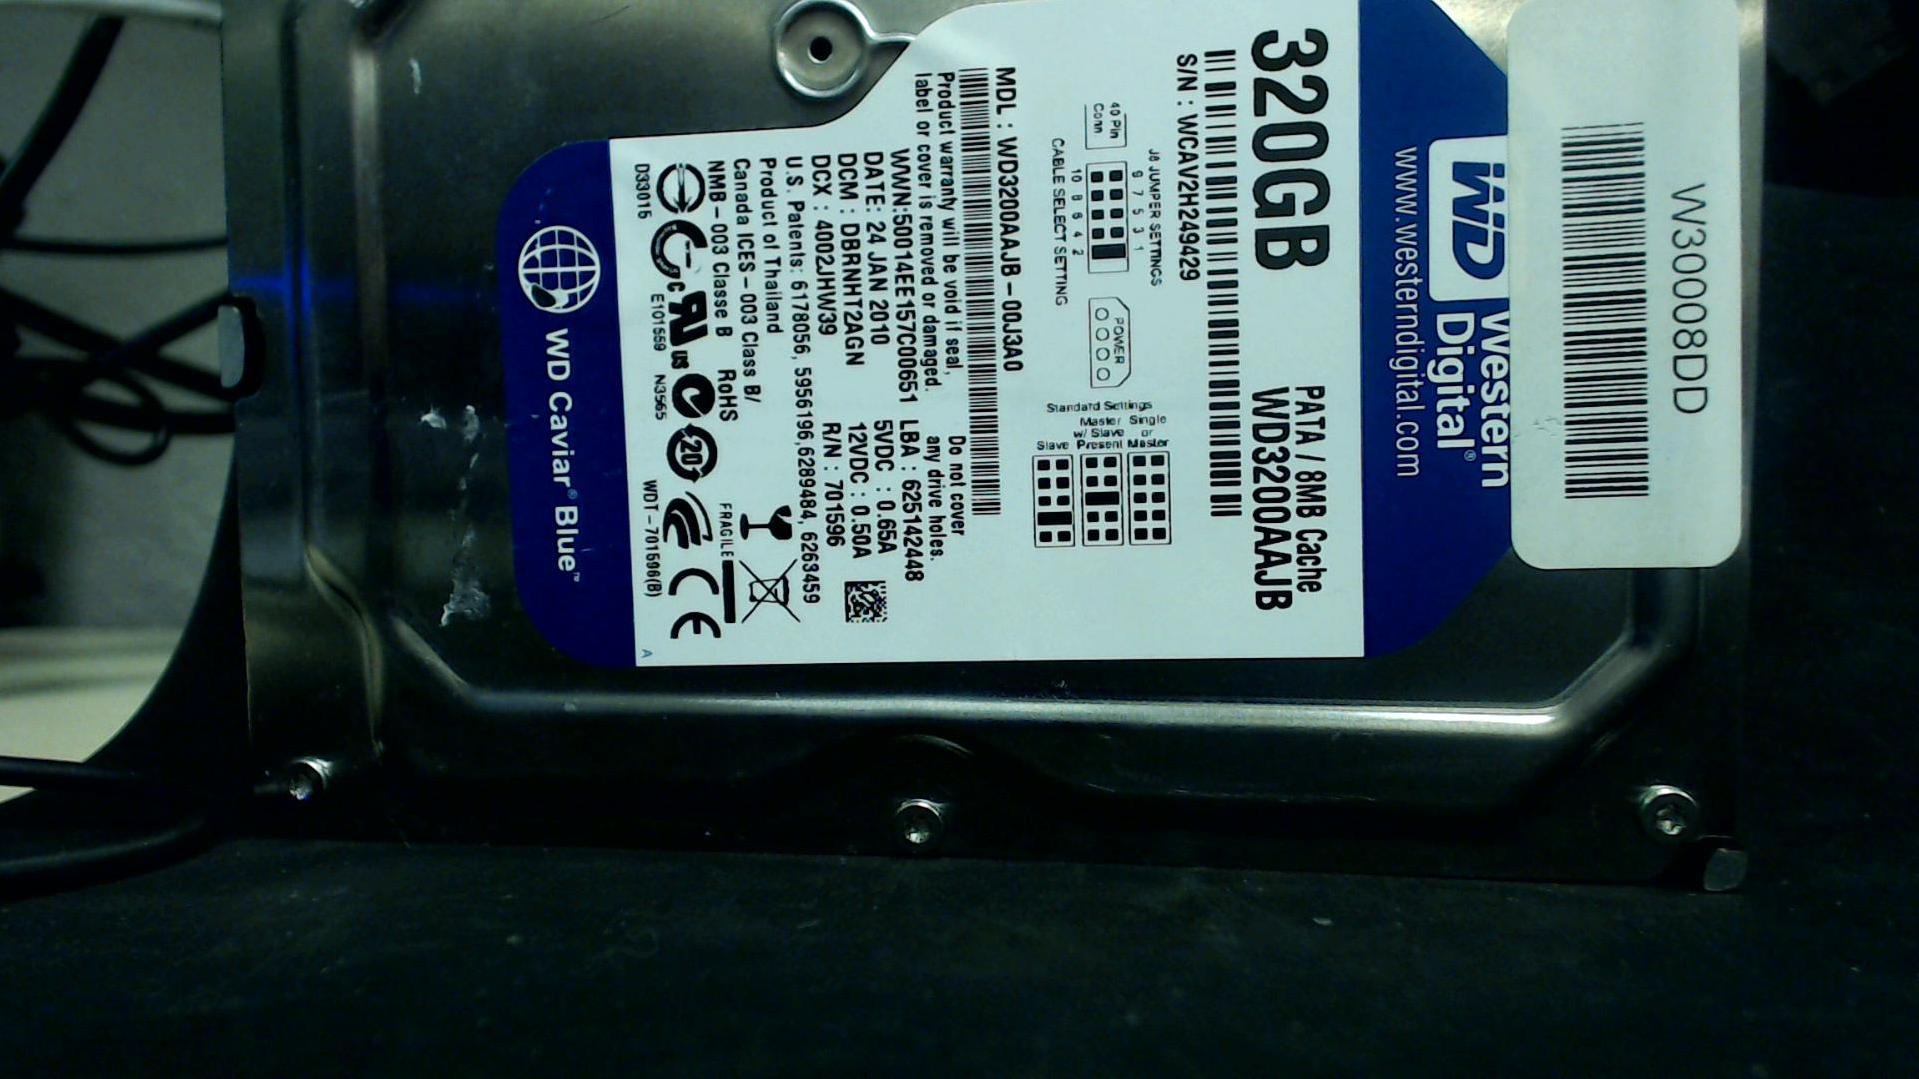 W30008DD
WD Western Digital®
www.westerndigital.com
320GB
PATA / 8MB Cache
WD3200AAJB
S/N : WCAV2H249429
J8 JUMPER SETTINGS
40 Pin Conn
9 7 5 3 1
10 8 6 4 2
CABLE SELECT SETTING
POWER
Standard Settings
Slave
Master w/ Slave Present
Single or Master
MDL : WD3200AAJB - 00J3A0
Product warranty will be void if seal,
label or cover is removed or damaged.
Do not cover
any drive holes.
WWN:50014EE157C00651 LBA : 625142448
DATE: 24 JAN 2010 5VDC : 0.65A
DCM : DBRNHT2AGN 12VDC : 0.50A
DCX : 4002JHW39 R/N : 701596
U.S. Patents: 6178056, 5956196,6289484, 6263459
Product of Thailand
Canada ICES - 003 Class B/
NMB - 003 Classe B RoHS
FRAGILE
c US
20
CE
D33015 E101559 N3565 WDT - 701596(B)
A
WD Caviar® Blue™